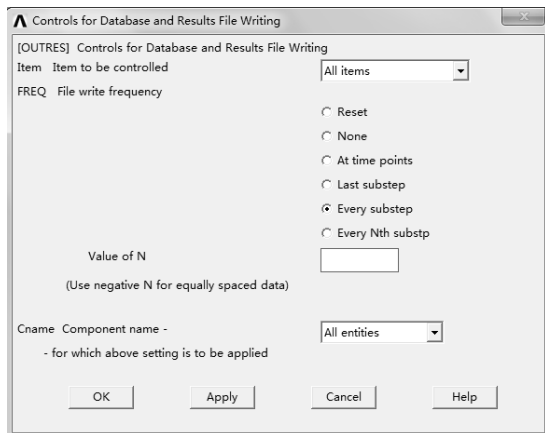 Controls for Database and Results File Writing
[OUTRES] Controls for Database and Results File Writing
Item Item to be controlled
All items
FREQ File write frequency
Reset
None
At time points
Last substep
Every substep
Every Nth substp
Value of N
(Use negative N for equally spaced data)
Cname Component name -
All entities
- for which above setting is to be applied
OK Apply Cancel Help